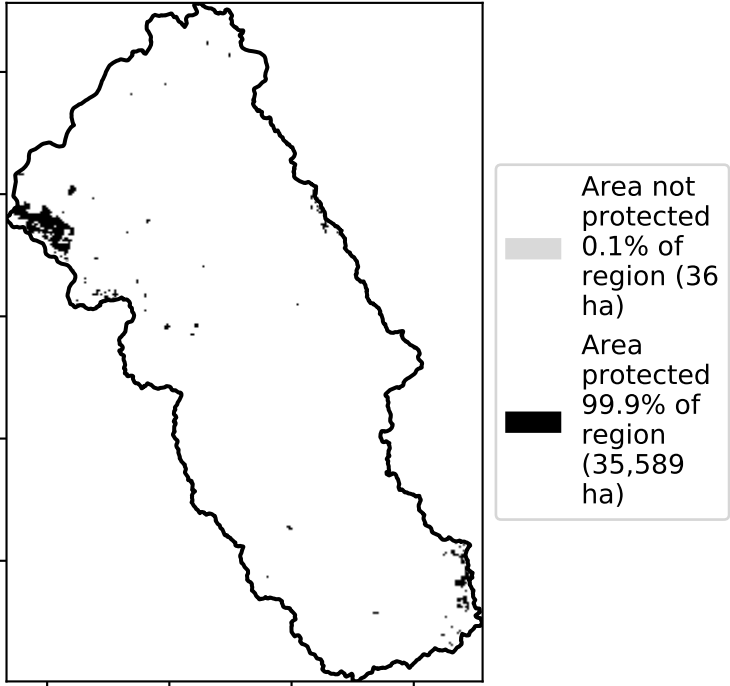 Area not
protected
0.1% of
region (36
ha)
Area
protected
99.9% of
region
(35,589
ha)